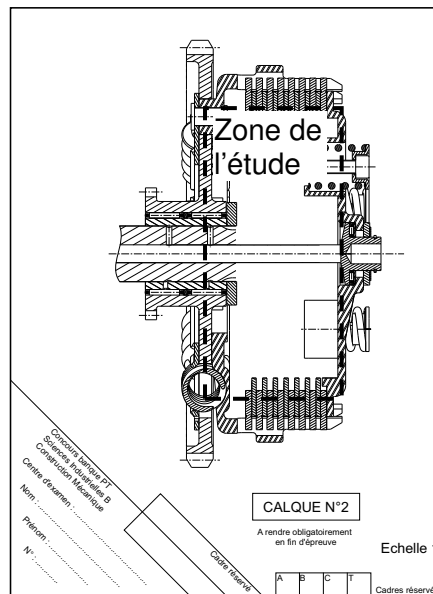 Zone de
l'étude
Concours banque PT
Sciences Industrielles B
Construction Mécanique
Centre d'examen : ..............
Nom : ..............
Prénom : ..............
N° : ..............
Cadre réservé
CALQUE N°2
A rendre obligatoirement
en fin d'épreuve
Echelle 1
A B C T
Cadres réservé